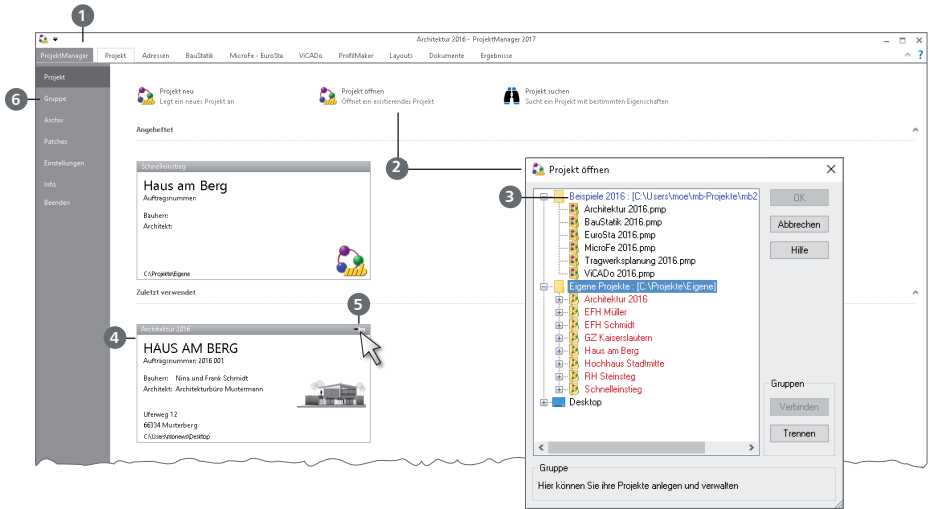 1
Architektur 2016 - ProjektManager 2017
ProjektManager Projekt Adressen BauStatik MicroFe - EuroSta ViCADo ProfilMaker Layouts Dokumente Ergebnisse
Projekt
6
Gruppe
Archiv
Patches
Einstellungen
Info
Beenden
Projekt neu
Legt ein neues Projekt an
Projekt öffnen
Öffnet ein existierendes Projekt
Projekt suchen
Sucht ein Projekt mit bestimmten Eigenschaften
Angeheftet
2
Schnelleinstieg
Haus am Berg
Auftragsnummer:
Bauherr:
Architekt:
C:\Projekte\Eigene
Zuletzt verwendet
5
4
Architektur 2016
HAUS AM BERG
Auftragsnummer: 2016 001
Bauherr: Nina und Frank Schmidt
Architekt: Architekturbüro Mustermann
Uferweg 12
66334 Musterberg
C:\Users\mbnews\Desktop
Projekt öffnen
3
Beispiele 2016 : [C:\Users\moe\mb-Projekte\mb2
Architektur 2016.pmp
BauStatik 2016.pmp
EuroSta 2016.pmp
MicroFe 2016.pmp
Tragwerksplanung 2016.pmp
ViCADo 2016.pmp
Eigene Projekte : [C:\Projekte\Eigene]
Architektur 2016
EFH Müller
EFH Schmidt
GZ Kaiserslautern
Haus am Berg
Hochhaus Stadtmitte
RH Steinsteg
Schnelleinstieg
Desktop
OK
Abbrechen
Hilfe
Gruppen
Verbinden
Trennen
Gruppe
Hier können Sie ihre Projekte anlegen und verwalten